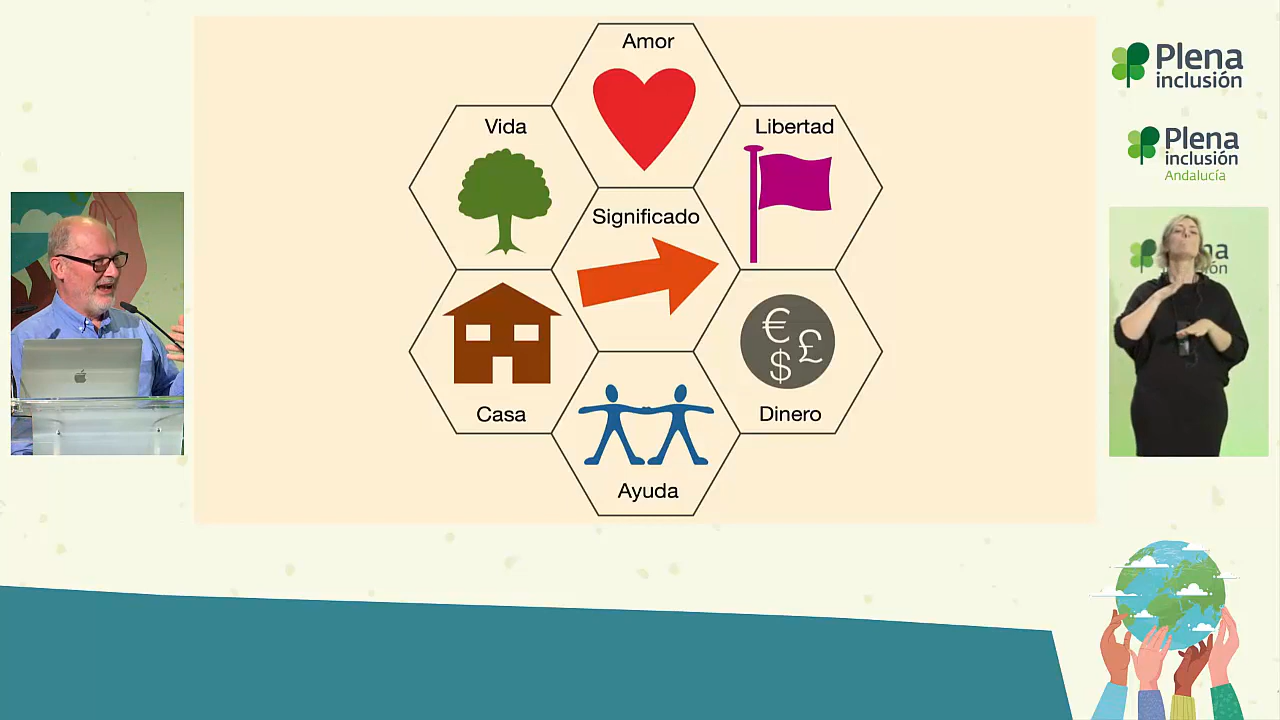 Amor
Vida
Libertad
Significado
€
£
$
Casa
Dinero
Ayuda
Plena
inclusión
Plena
inclusión
Andalucía